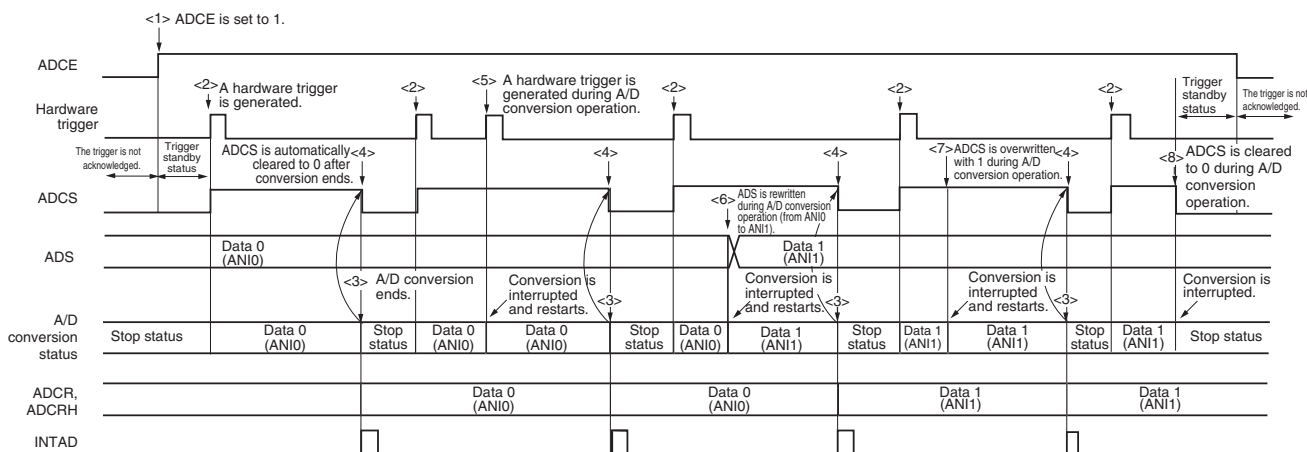 <1> ADCE is set to 1.
ADCE
<2> A hardware trigger
is generated.
<2>
<5> A hardware trigger is
generated during A/D
conversion operation.
<2>
<2>
<2>
Trigger
standby
status
The trigger is not
acknowledged.
Hardware
trigger
The trigger is not
acknowledged.
Trigger
standby
status
ADCS is automatically
cleared to 0 after
conversion ends.
<4>
<4>
<4>
<7> ADCS is overwritten
with 1 during A/D
conversion operation.
<4>
<8> ADCS is cleared
to 0 during A/D
conversion
operation.
ADCS
<6> ADS is rewritten
during A/D conversion
operation (from ANI0
to ANI1).
ADS
Data 0
(ANI0)
Data 1
(ANI1)
<3> A/D conversion
ends.
Conversion is
interrupted
and restarts.
<3>
Conversion is
interrupted
and restarts.
<3>
Conversion is
interrupted
and restarts.
<3>
Conversion is
interrupted.
A/D
conversion
status
Stop status
Data 0
(ANI0)
Stop
status
Data 0
(ANI0)
Data 0
(ANI0)
Stop
status
Data 0
(ANI0)
Data 1
(ANI1)
Stop
status
Data 1
(ANI1)
Data 1
(ANI1)
Stop
status
Data 1
(ANI1)
Stop status
ADCR,
ADCRH
Data 0
(ANI0)
Data 0
(ANI0)
Data 1
(ANI1)
Data 1
(ANI1)
INTAD